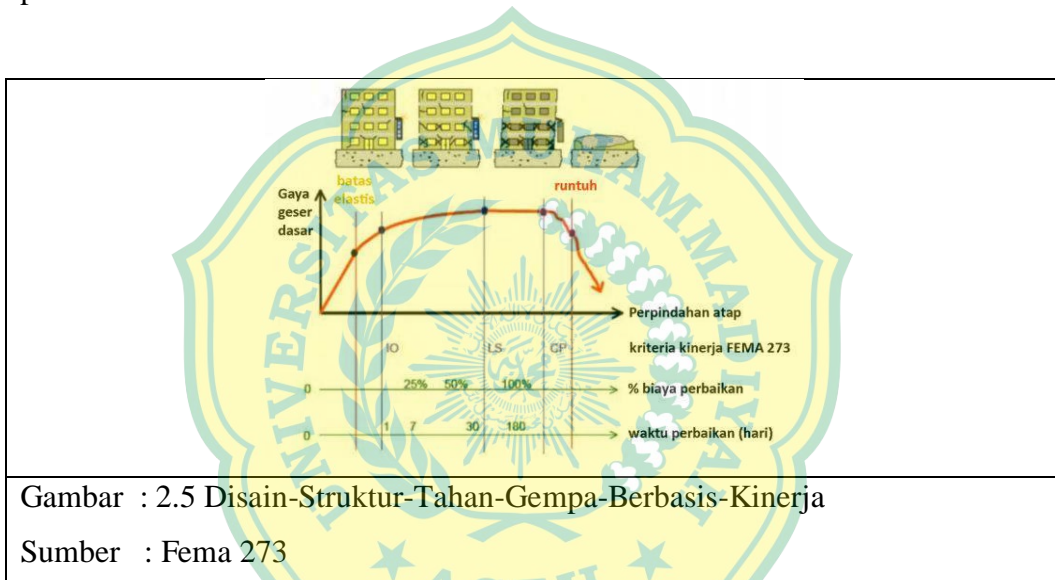 batas
elastis
runtuh
Gaya
geser
dasar
Perpindahan atap
IO LS CP kriteria kinerja FEMA 273
0 25% 50% 100% % biaya perbaikan
0 1 7 30 180 waktu perbaikan (hari)
Gambar : 2.5 Disain-Struktur-Tahan-Gempa-Berbasis-Kinerja
Sumber : Fema 273
UNIVERSITAS MUHAMMADIYAH